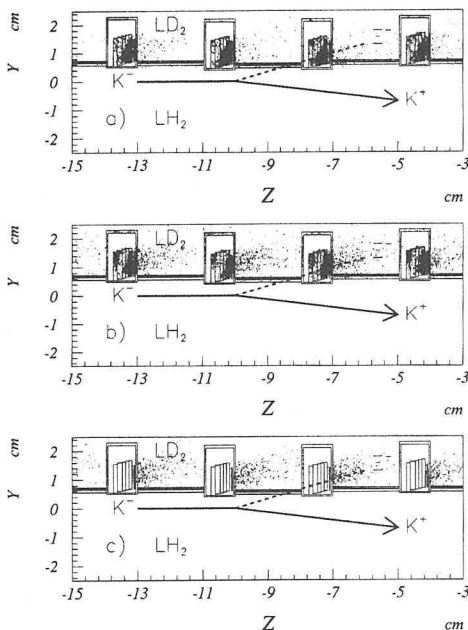 cm
Y
2
1
0
-1
-2
LD₂
Ξ⁻
K⁻
K⁺
a) LH₂
-15 -13 -11 -9 -7 -5 -3
Z cm
cm
Y
2
1
0
-1
-2
LD₂
Ξ⁻
K⁻
K⁺
b) LH₂
-15 -13 -11 -9 -7 -5 -3
Z cm
cm
Y
2
1
0
-1
-2
LD₂
Ξ⁻
K⁻
K⁺
c) LH₂
-15 -13 -11 -9 -7 -5 -3
Z cm